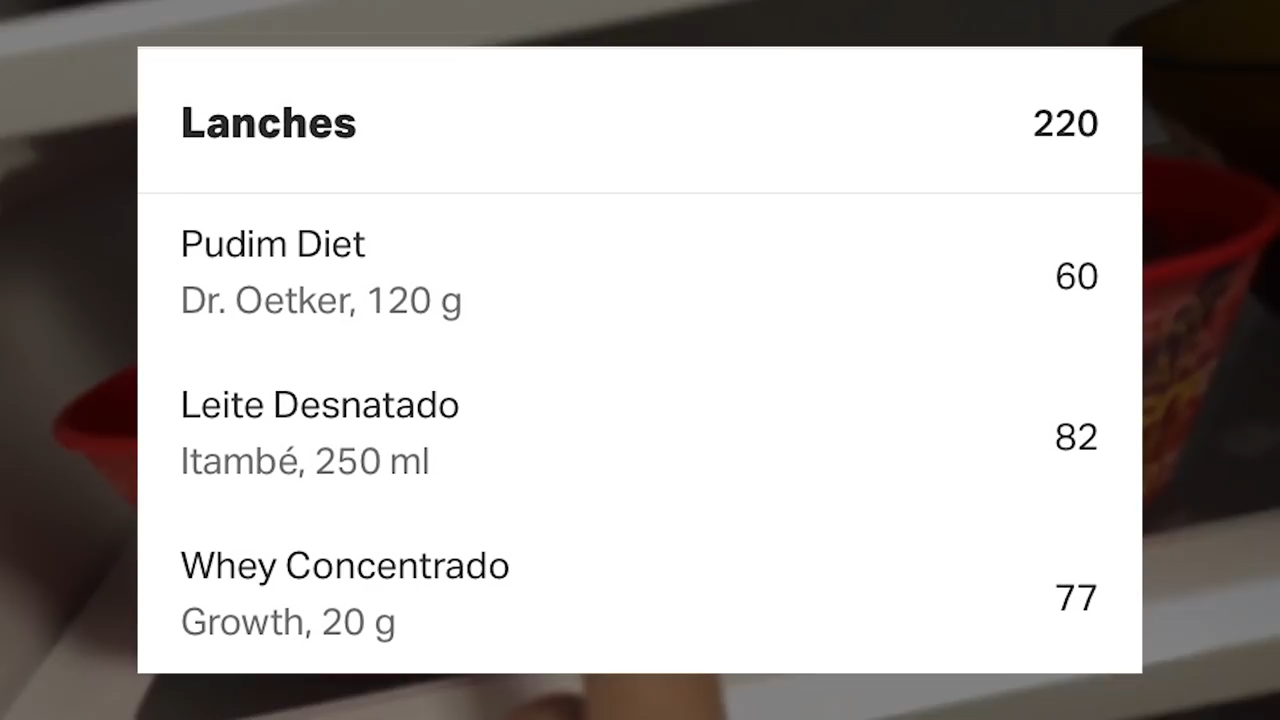 Lanches 220
Pudim Diet
Dr. Oetker, 120 g
60
Leite Desnatado
Itambé, 250 ml
82
Whey Concentrado
Growth, 20 g
77